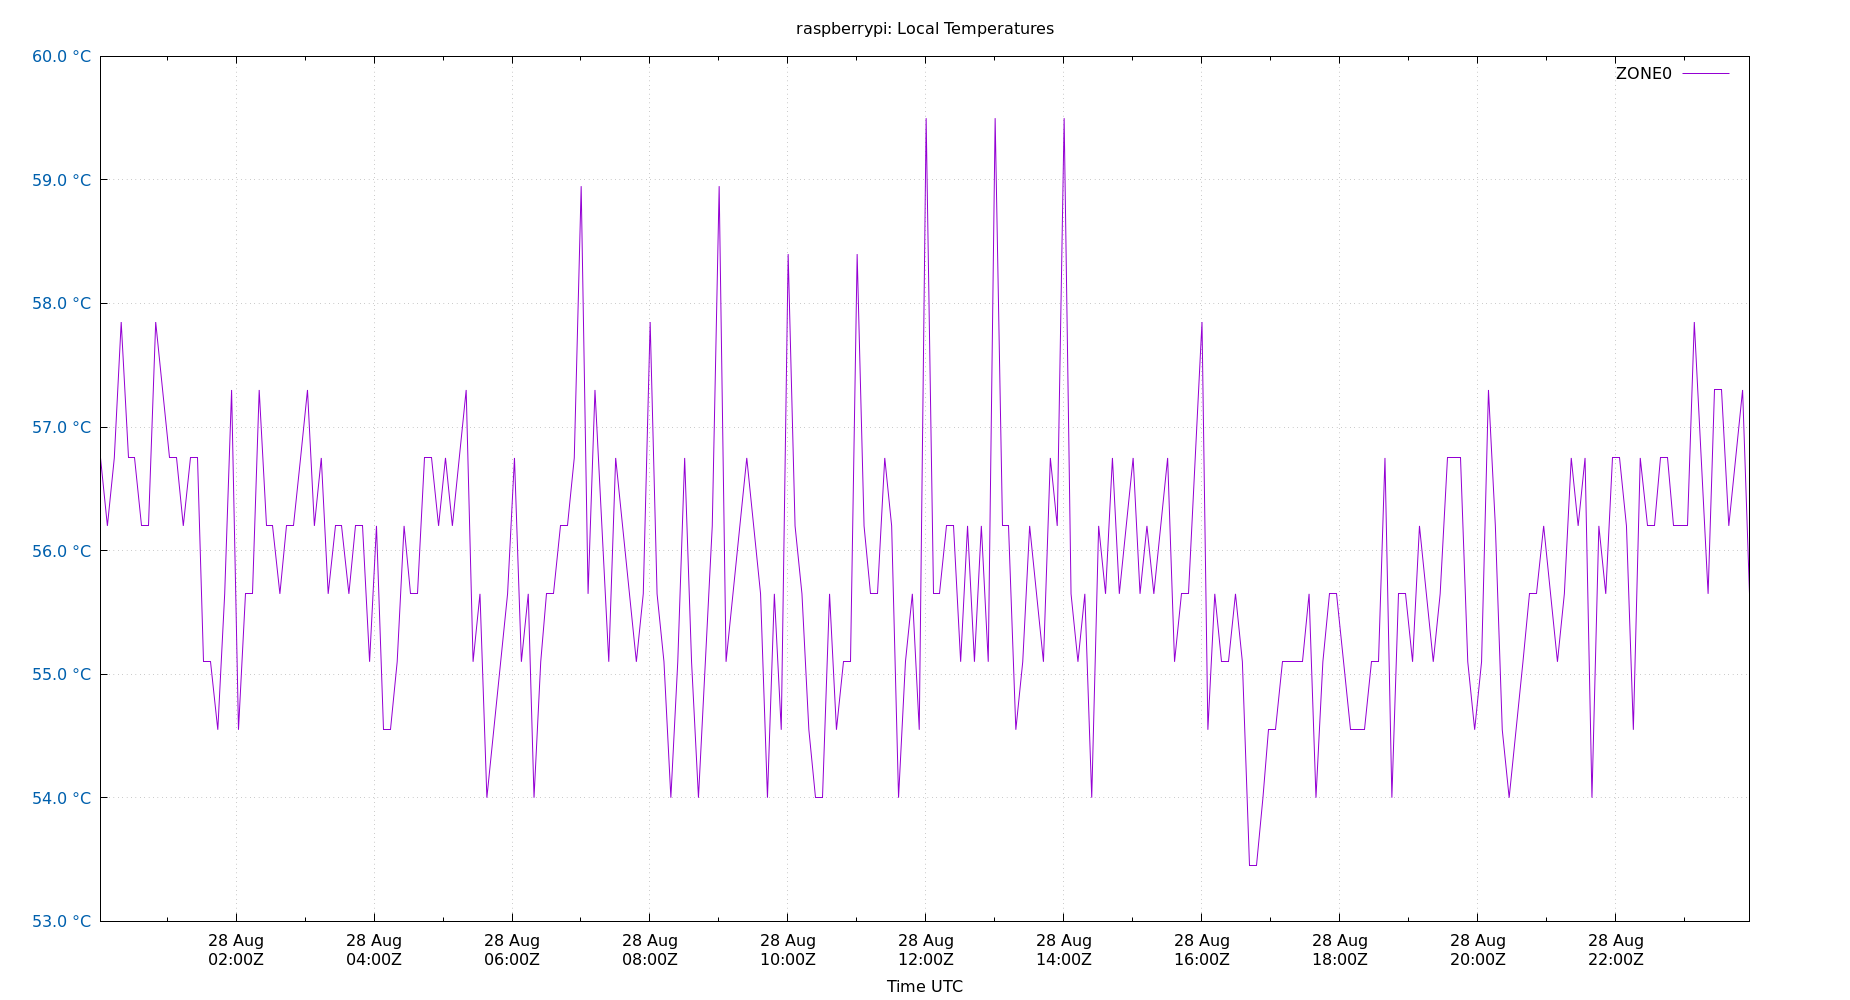 raspberrypi: Local Temperatures
60.0 °C
ZONE0
59.0 °C
58.0 °C
57.0 °C
56.0 °C
55.0 °C
54.0 °C
53.0 °C
28 Aug 28 Aug 28 Aug 28 Aug 28 Aug 28 Aug 28 Aug 28 Aug 28 Aug 28 Aug 28 Aug
02:00Z 04:00Z 06:00Z 08:00Z 10:00Z 12:00Z 14:00Z 16:00Z 18:00Z 20:00Z 22:00Z
Time UTC